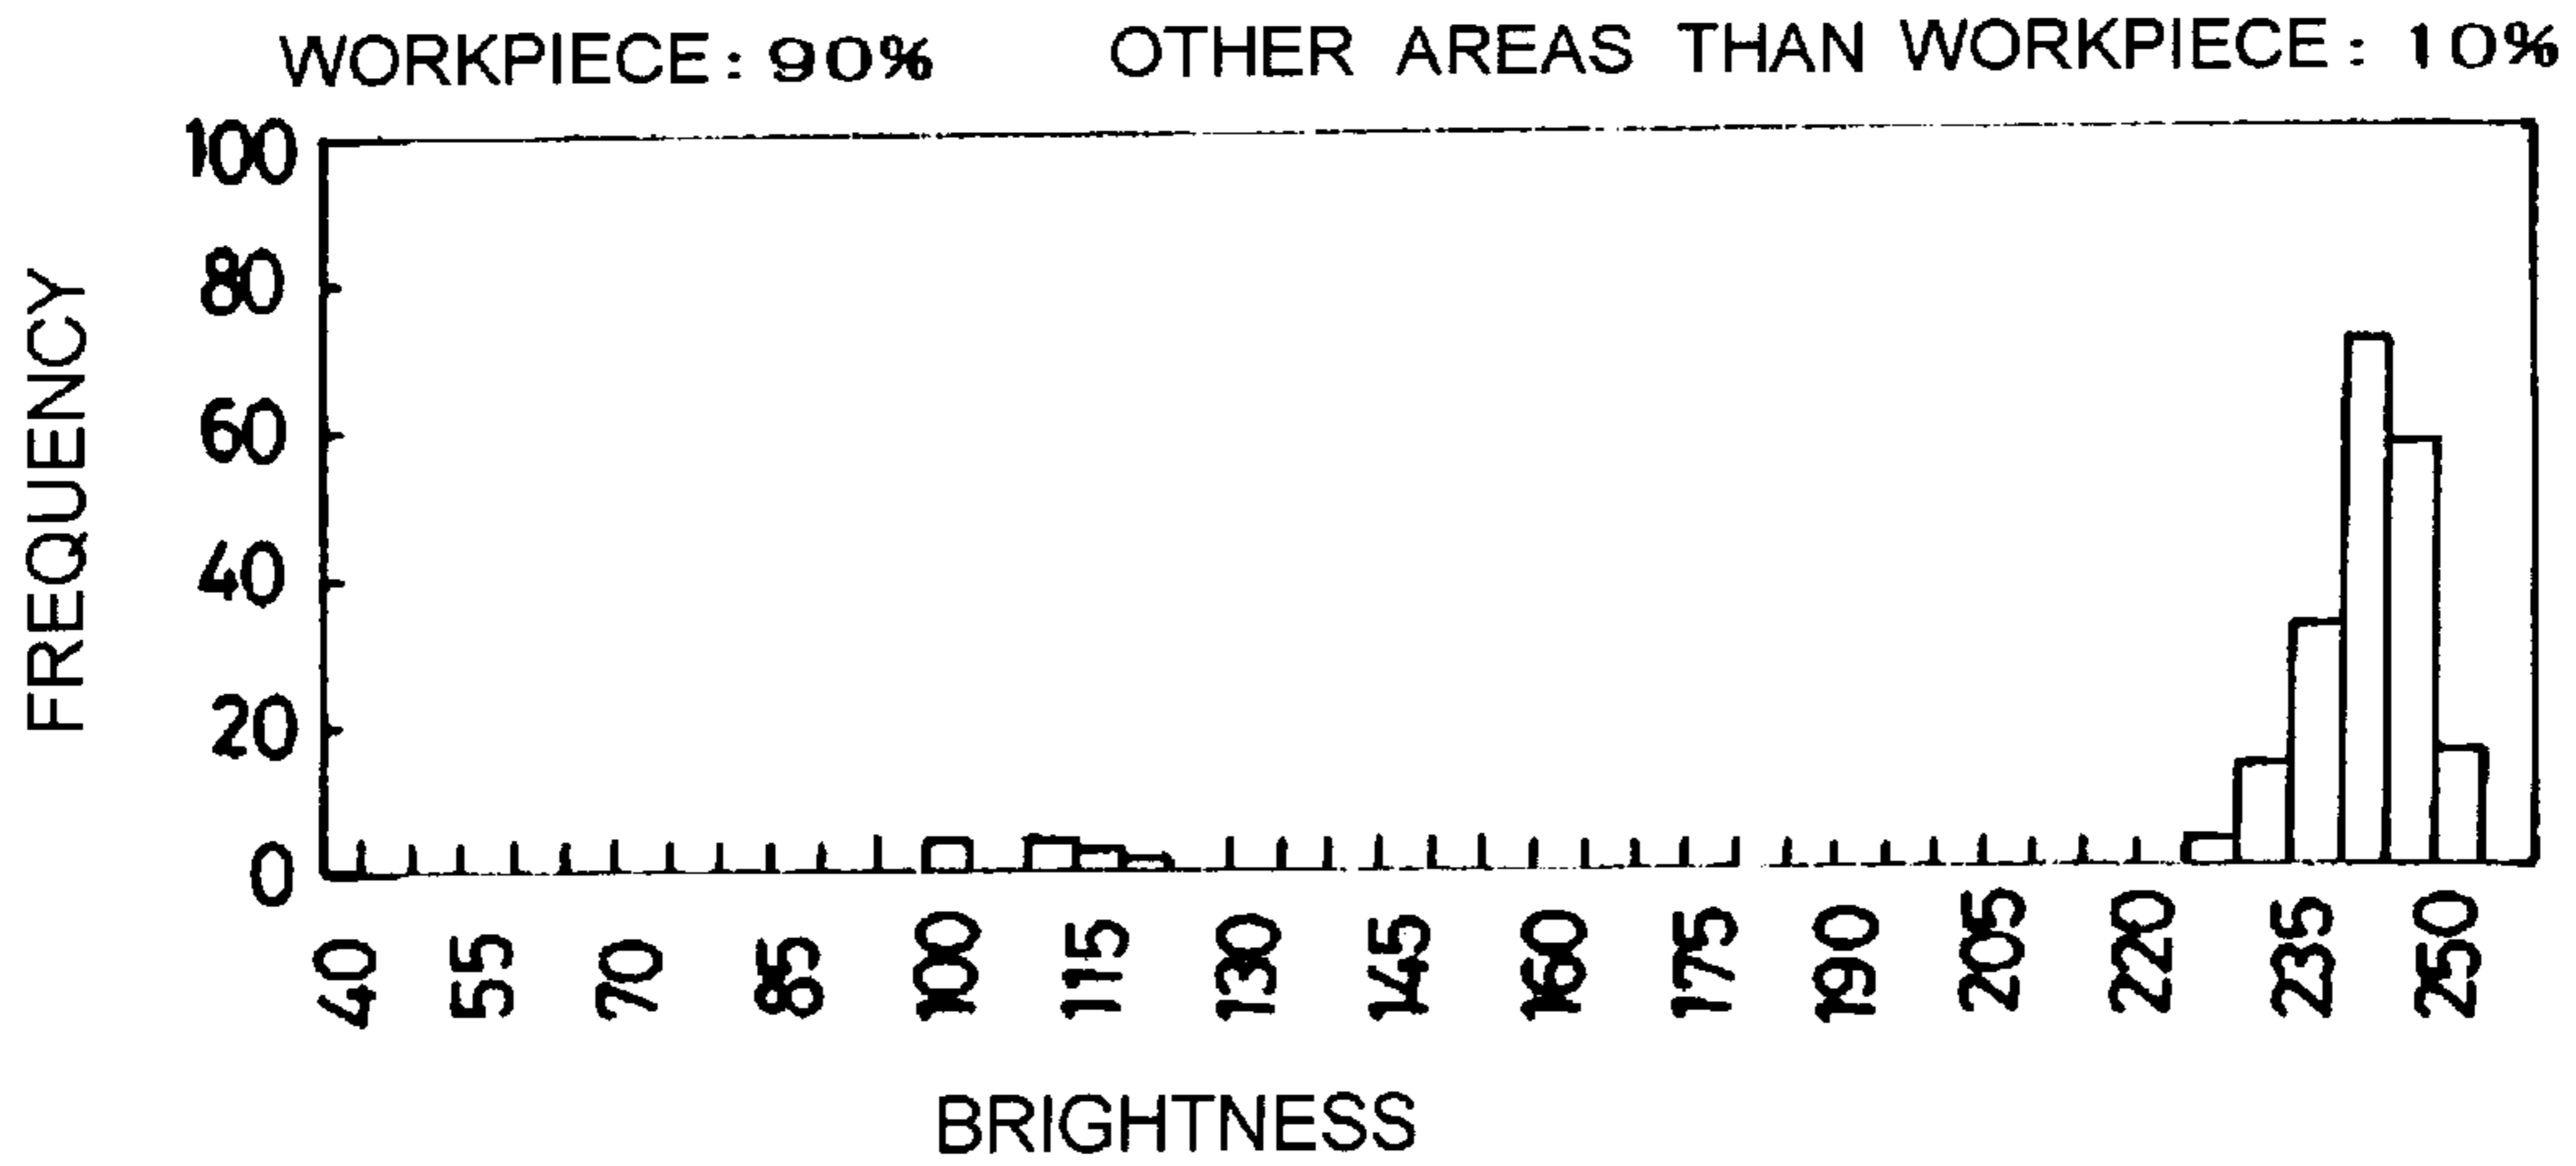 WORKPIECE: 90% OTHER AREAS THAN WORKPIECE: 10%
100
80
60
40
20
0
FREQUENCY
40 55 70 85 100 115 130 145 160 175 190 205 220 235 250
BRIGHTNESS